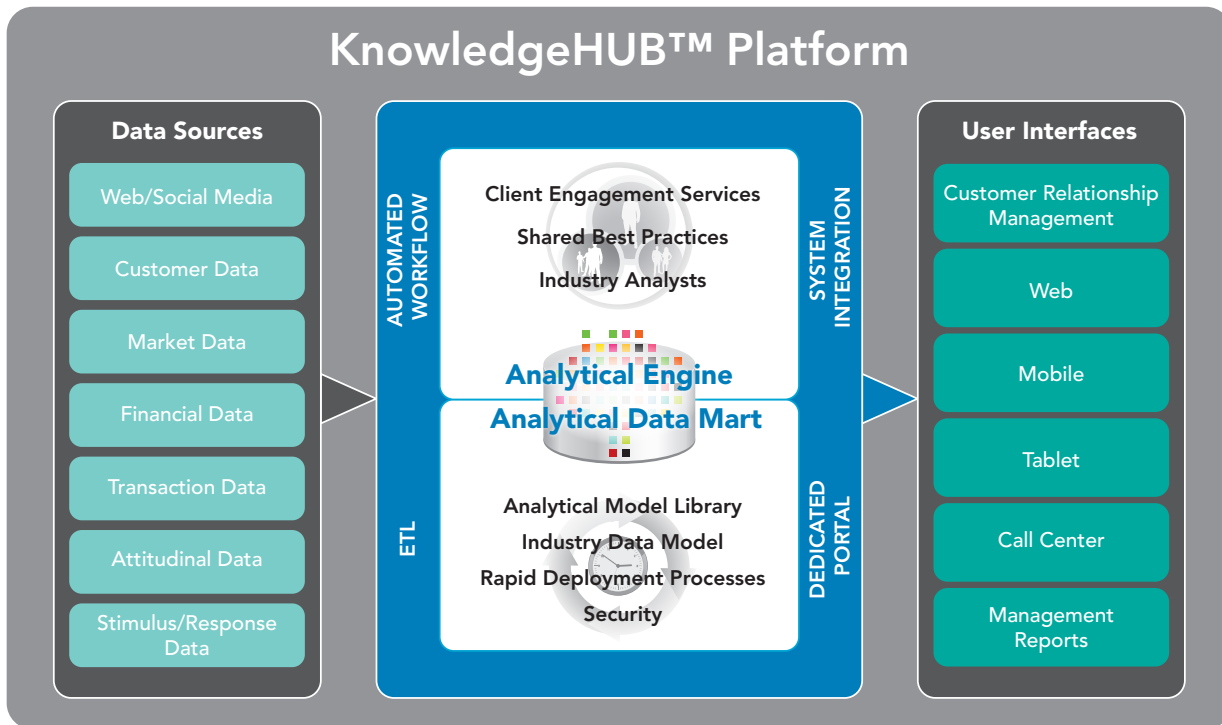 KnowledgeHUB™ Platform
Data Sources
Web/Social Media
Customer Data
Market Data
Financial Data
Transaction Data
Attitudinal Data
Stimulus/Response
Data
AUTOMATED
WORKFLOW
ETL
Client Engagement Services
Shared Best Practices
Industry Analysts
Analytical Engine
Analytical Data Mart
Analytical Model Library
Industry Data Model
Rapid Deployment Processes
Security
SYSTEM
INTEGRATION
DEDICATED
PORTAL
User Interfaces
Customer Relationship
Management
Web
Mobile
Tablet
Call Center
Management
Reports